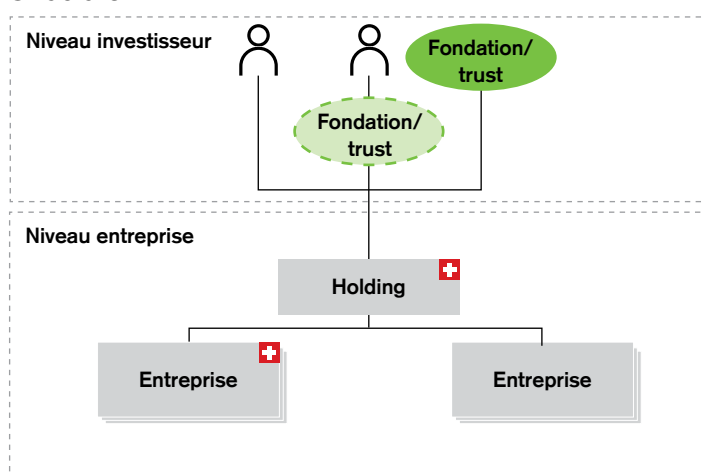 Niveau investisseur
Fondation/
trust
Fondation/
trust
Niveau entreprise
Holding
Entreprise
Entreprise